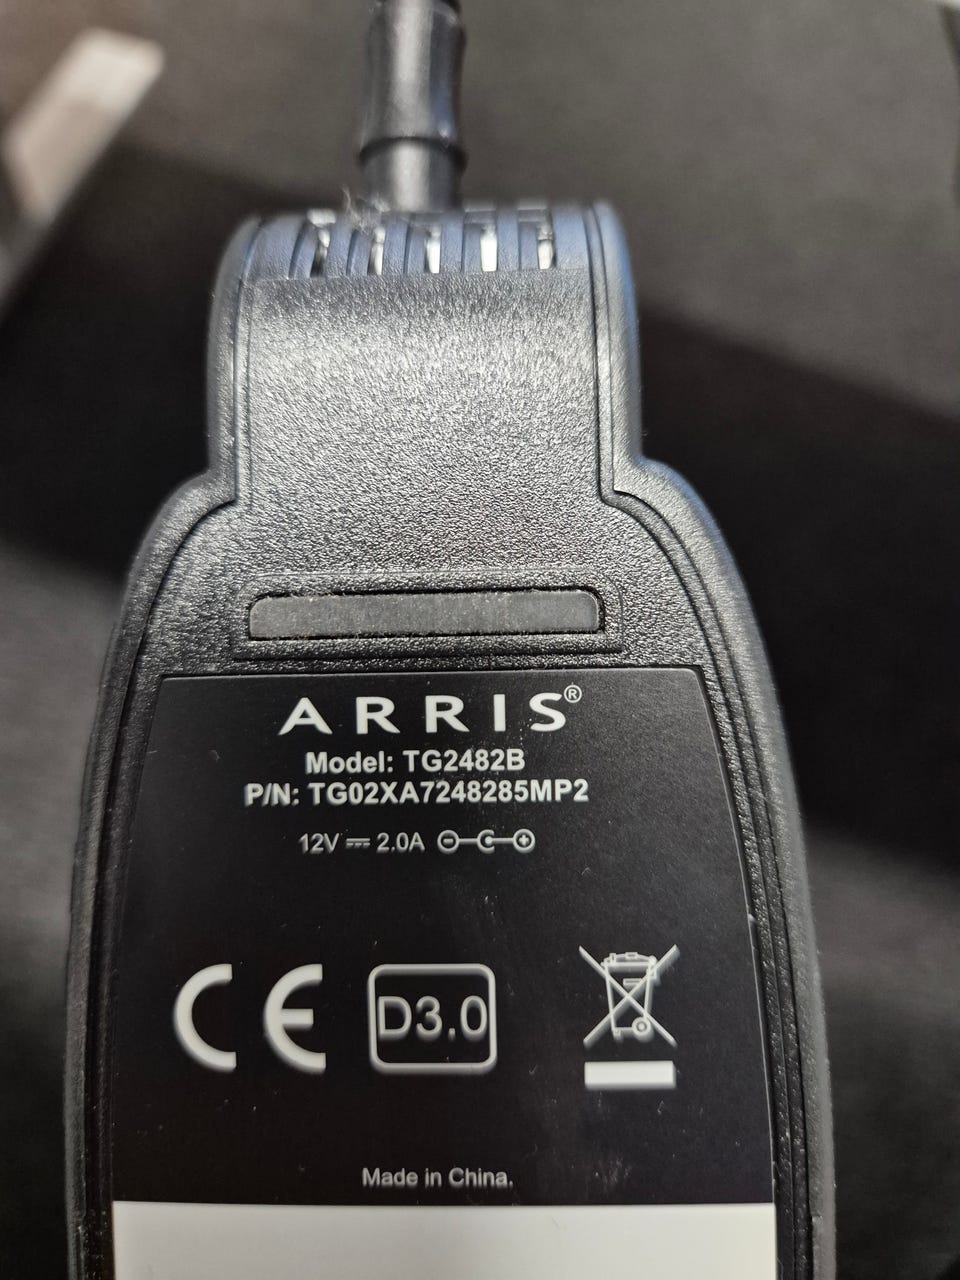 ARRIS®
Model: TG2482B
P/N: TG02XA7248285MP2
12V ⎓ 2.0A
CE
D3.0
Made in China.